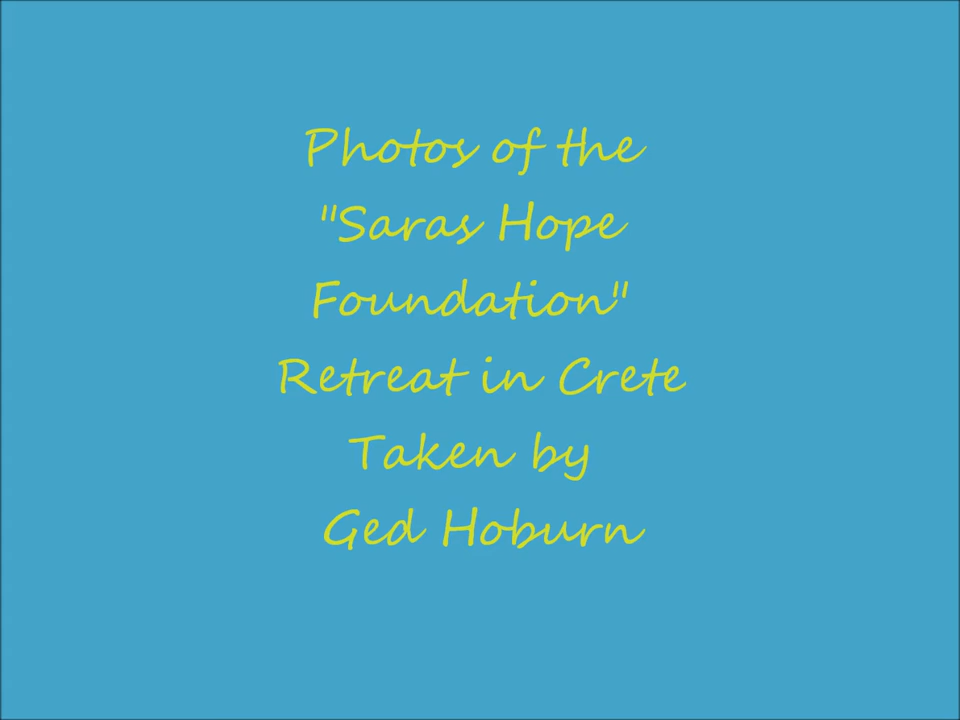 Photos of the
"Saras Hope
Foundation"
Retreat in Crete
Taken by
Ged Hoburn